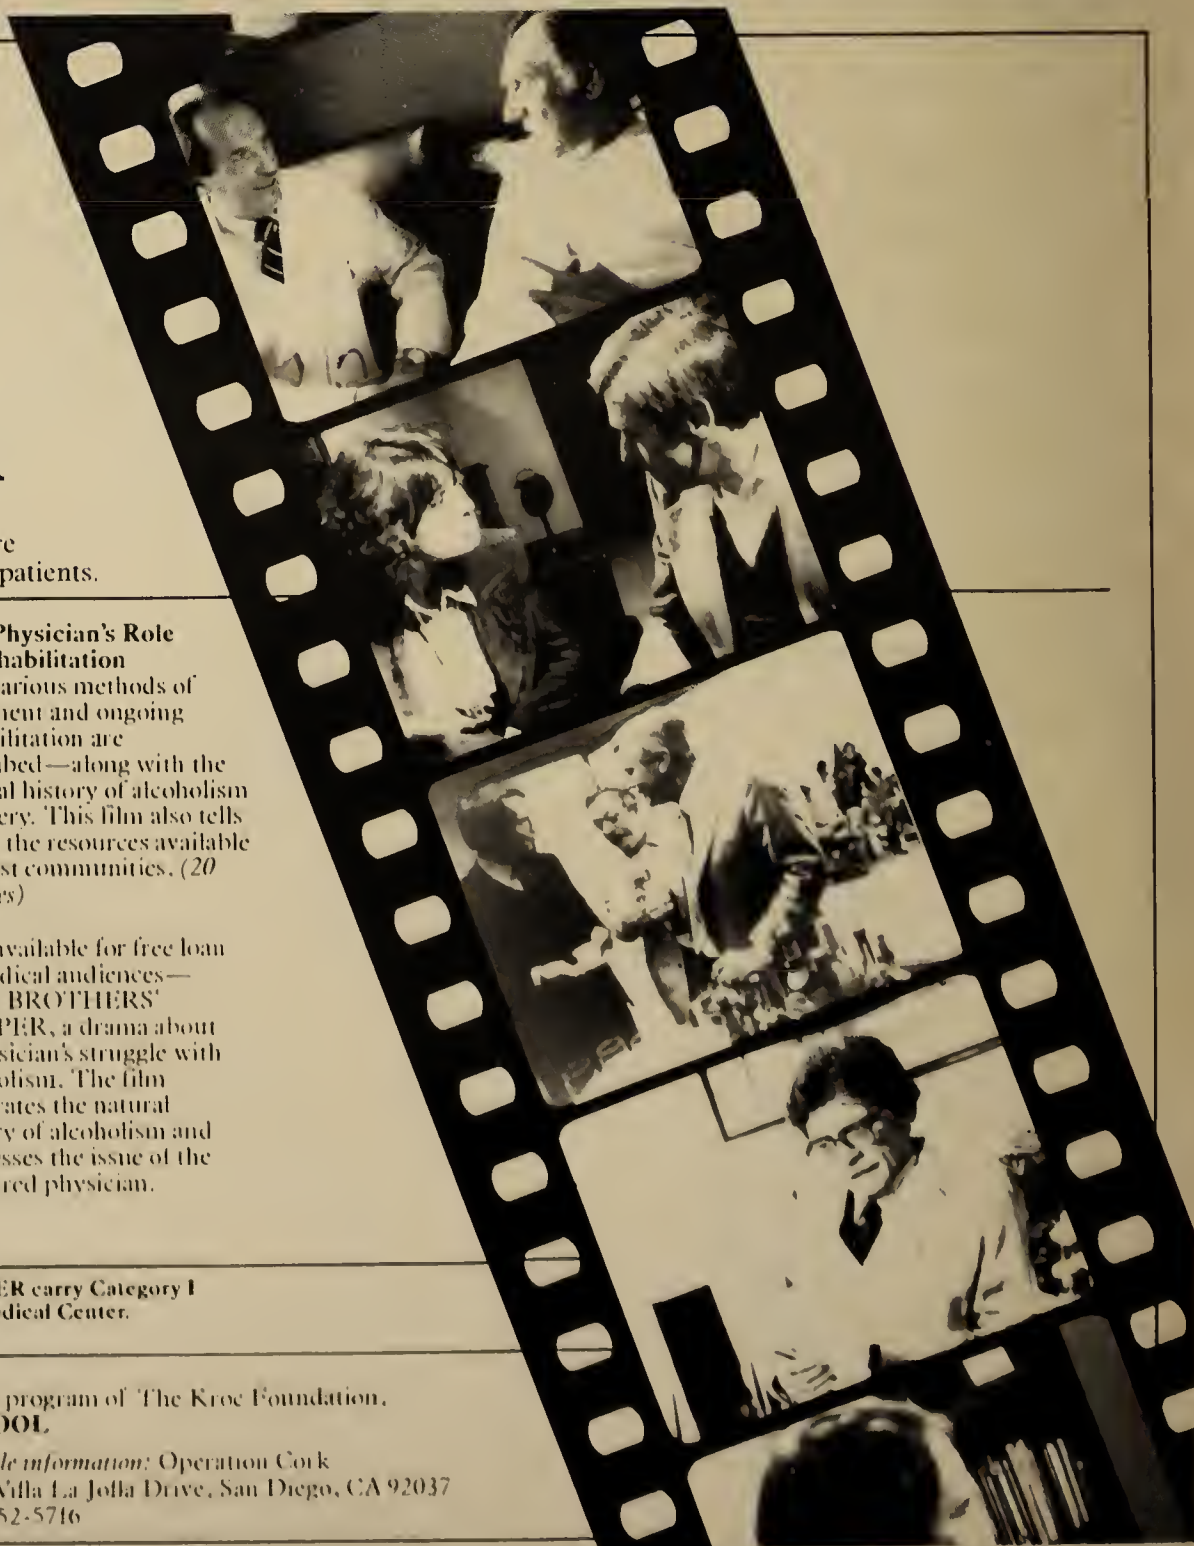 re
patients.
Physician's Role
habilitation
arious methods of
nent and ongoing
ilitation are
bed—along with the
al history of alcoholism
ery. This film also tells
the resources available
st communities. (20
rs)
available for free loan
dical audiences—
BROTHERS'
PER, a drama about
sician's struggle with
olism. The film
rates the natural
ry of alcoholism and
sses the issue of the
red physician.
ER carry Category I
dical Center.
program of The Kroc Foundation,
OOL
le information: Operation Cork
Villa La Jolla Drive, San Diego, CA 92037
52-5716